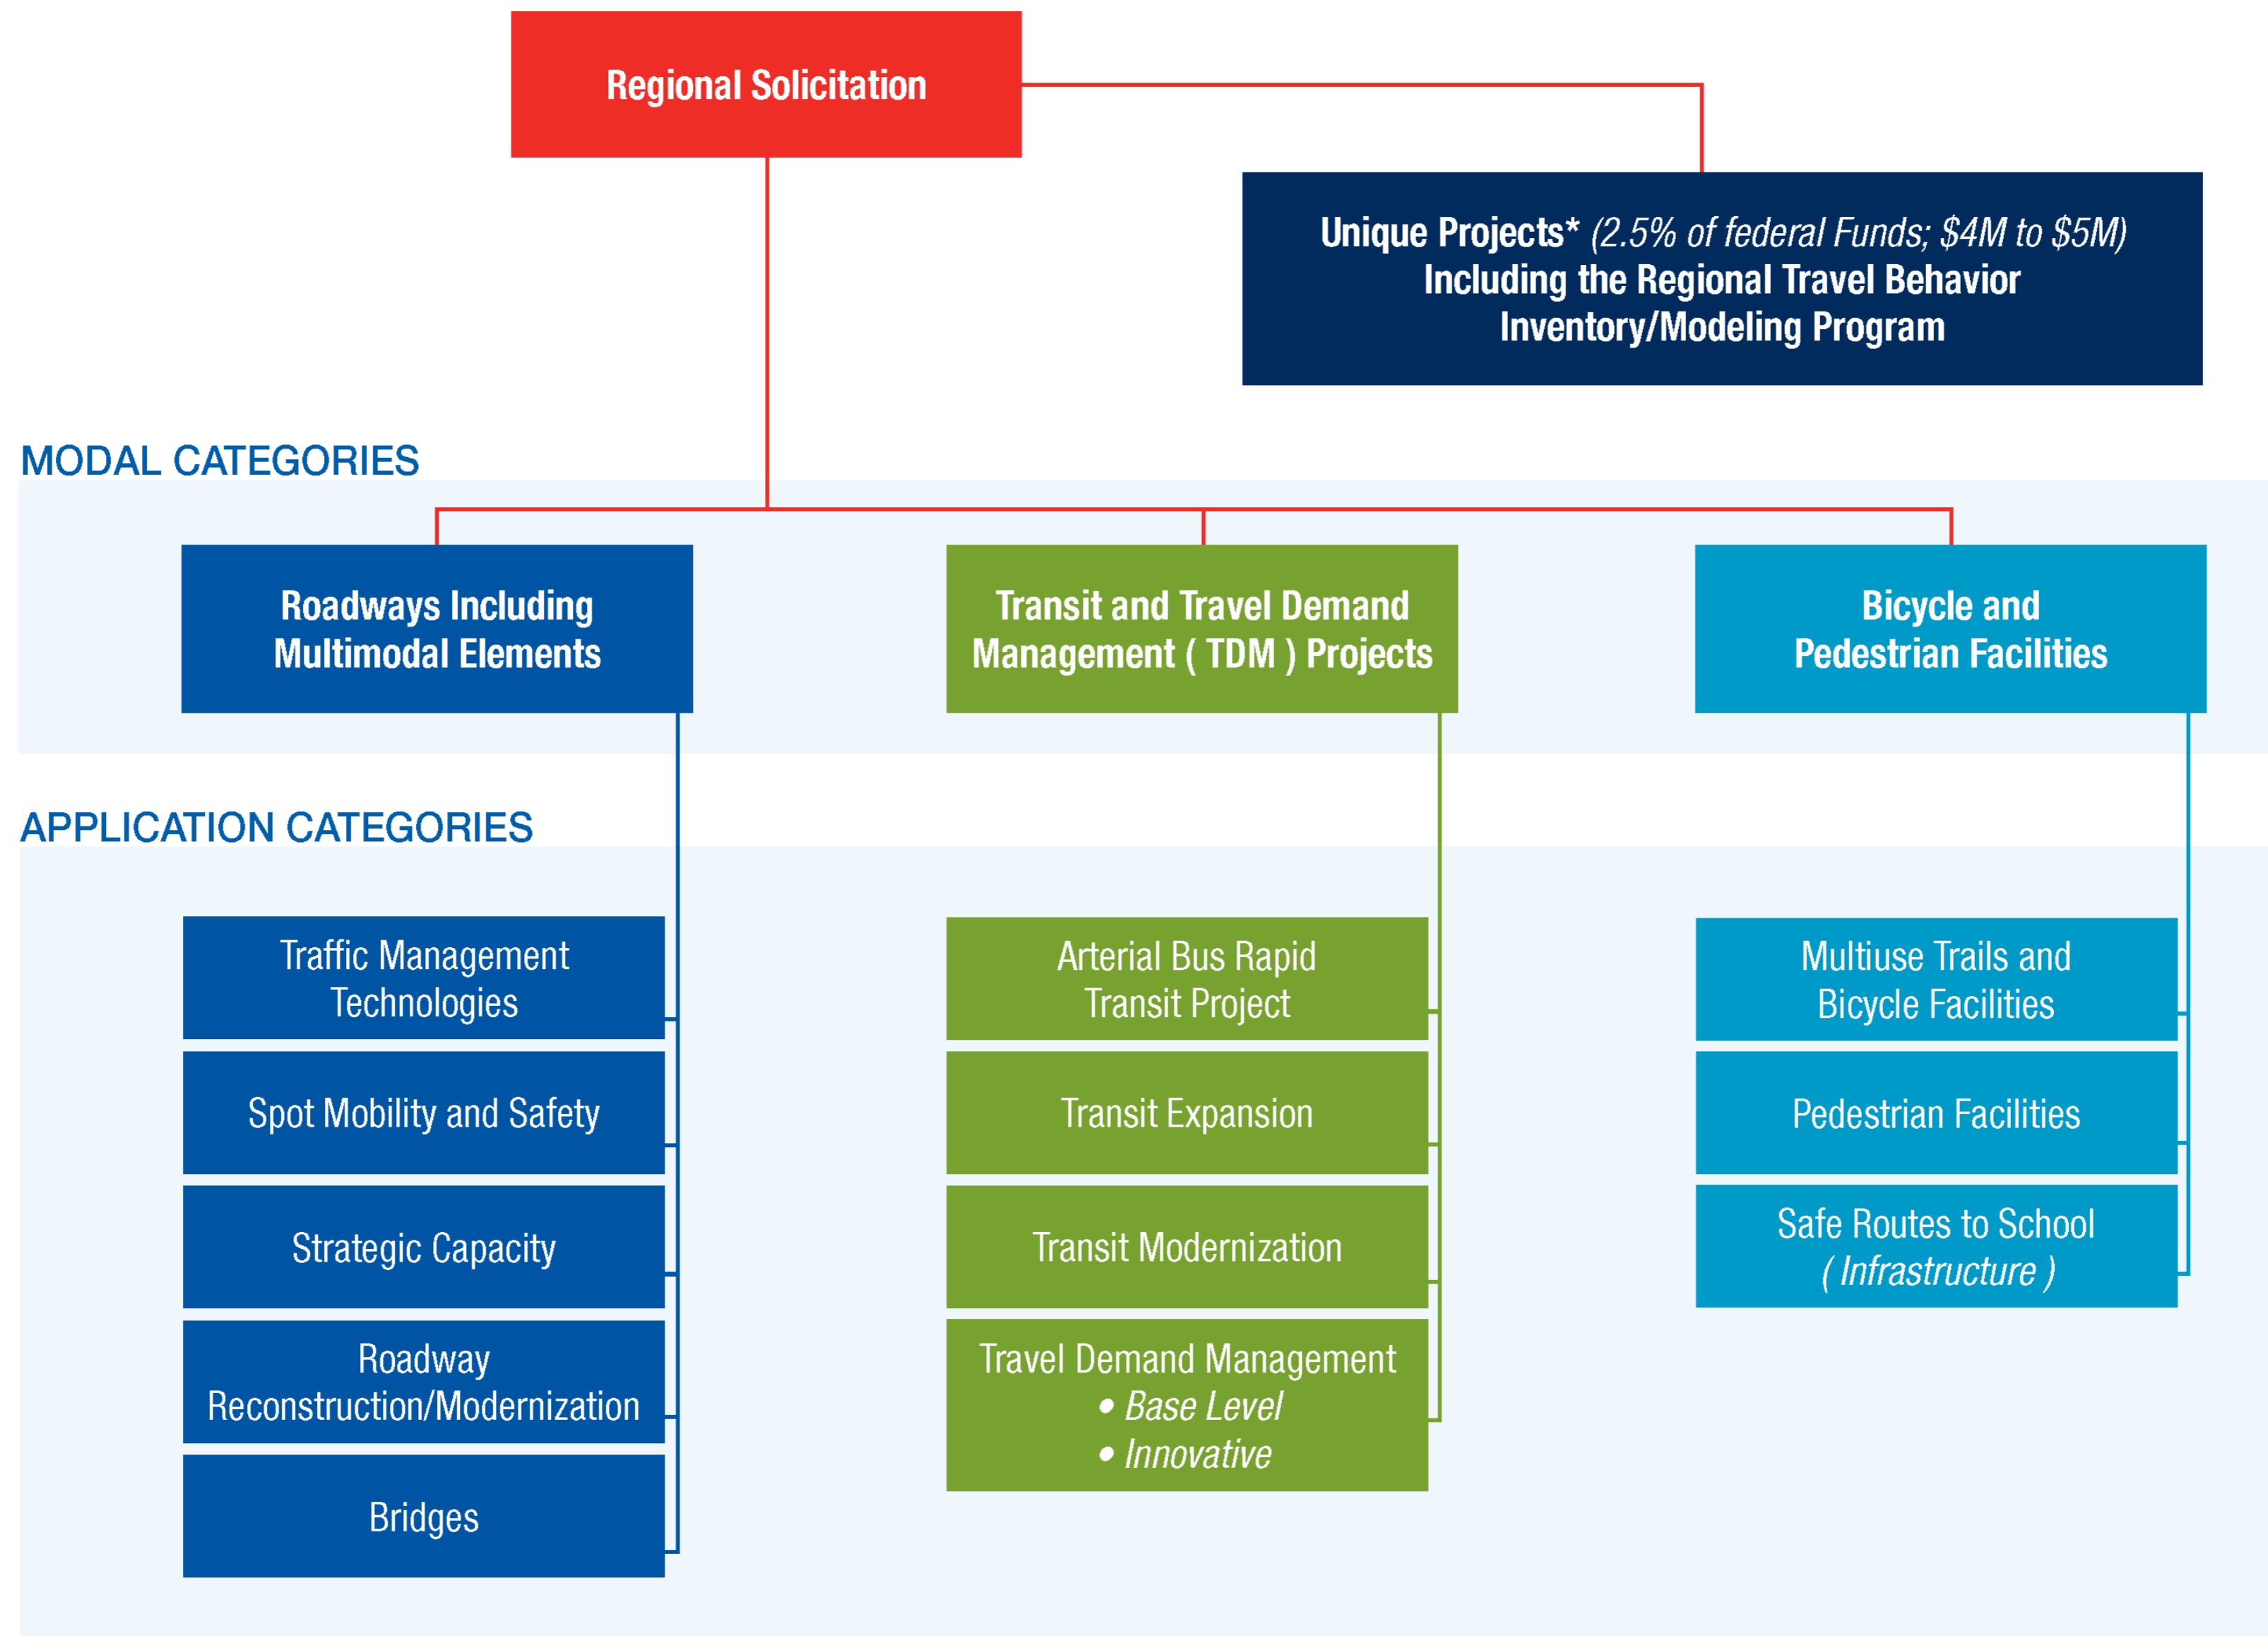 Regional Solicitation
Unique Projects* (2.5% of federal Funds; $4M to $5M)
Including the Regional Travel Behavior
Inventory/Modeling Program
MODAL CATEGORIES
Roadways Including
Multimodal Elements
Transit and Travel Demand
Management ( TDM ) Projects
Bicycle and
Pedestrian Facilities
APPLICATION CATEGORIES
Traffic Management
Technologies
Spot Mobility and Safety
Strategic Capacity
Roadway
Reconstruction/Modernization
Bridges
Arterial Bus Rapid
Transit Project
Transit Expansion
Transit Modernization
Travel Demand Management
• Base Level
• Innovative
Multiuse Trails and
Bicycle Facilities
Pedestrian Facilities
Safe Routes to School
( Infrastructure )